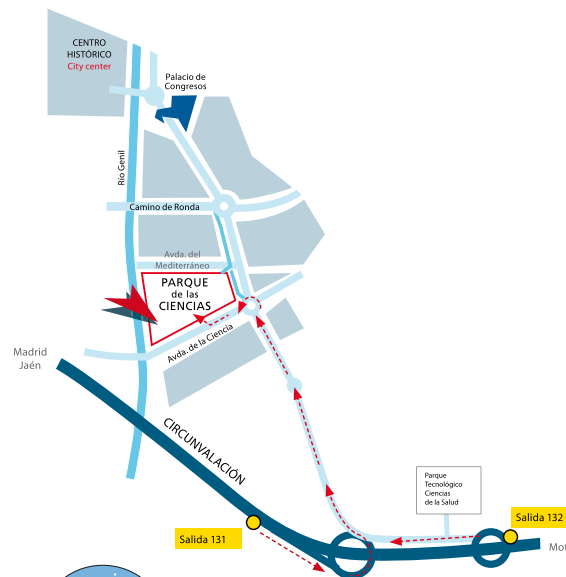 CENTRO
HISTÓRICO
City center
Palacio de
Congresos
Río Genil
Camino de Ronda
Avda. del
Mediterráneo
PARQUE
de las
CIENCIAS
Avda. de la Ciencia
Madrid
Jaén
CIRCUNVALACIÓN
Parque
Tecnológico
Ciencias
de la Salud
Salida 132
Salida 131